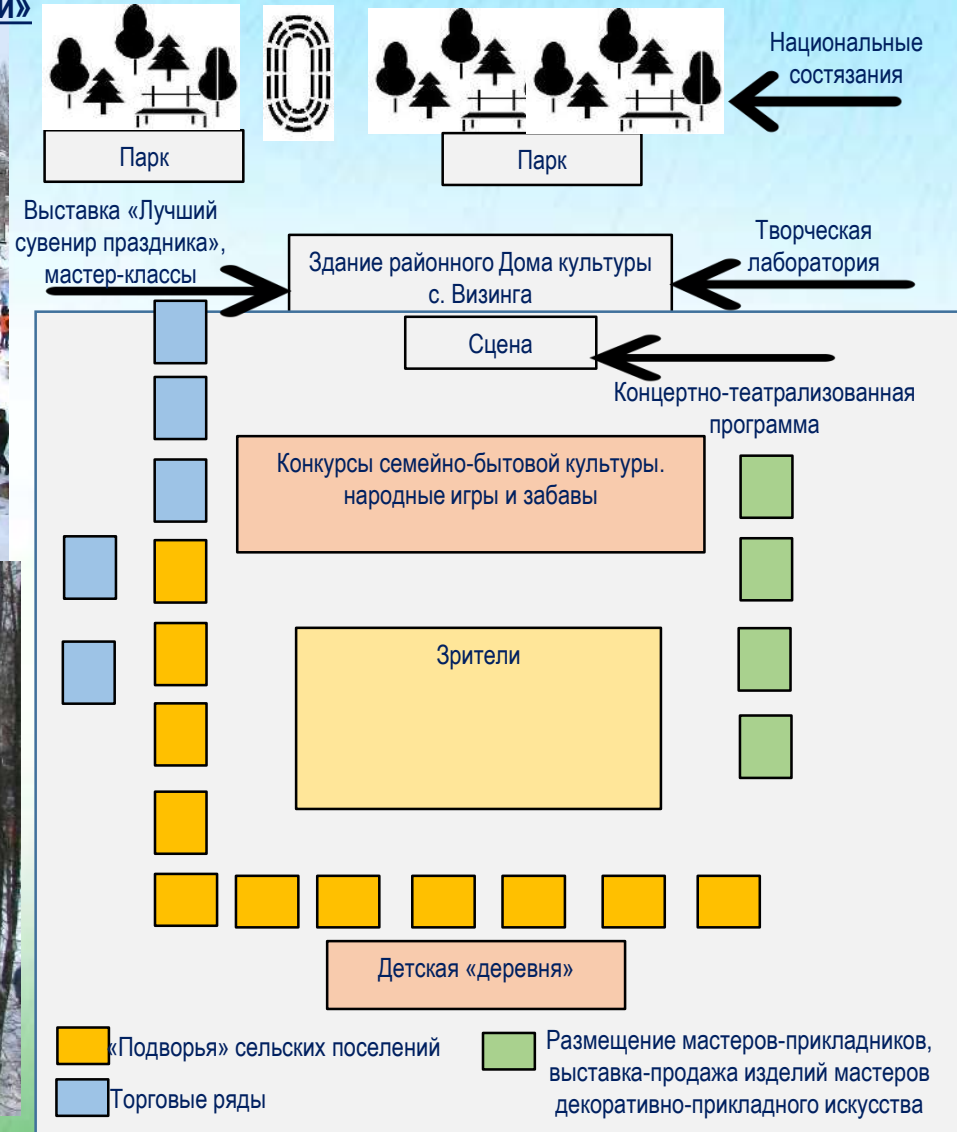 и»
Национальные
состязания
Парк
Парк
Выставка «Лучший
сувенир праздника»,
мастер-классы
Здание районного Дома культуры
с. Визинга
Творческая
лаборатория
Сцена
Концертно-театрализованная
программа
Конкурсы семейно-бытовой культуры.
народные игры и забавы
Зрители
Детская «деревня»
«Подворья» сельских поселений
Торговые ряды
Размещение мастеров-прикладников,
выставка-продажа изделий мастеров
декоративно-прикладного искусства